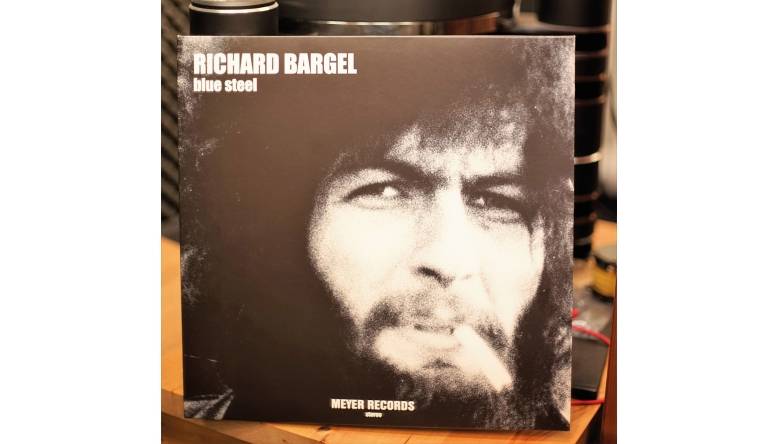 RICHARD BARGEL
blue steel
MEYER RECORDS
stereo